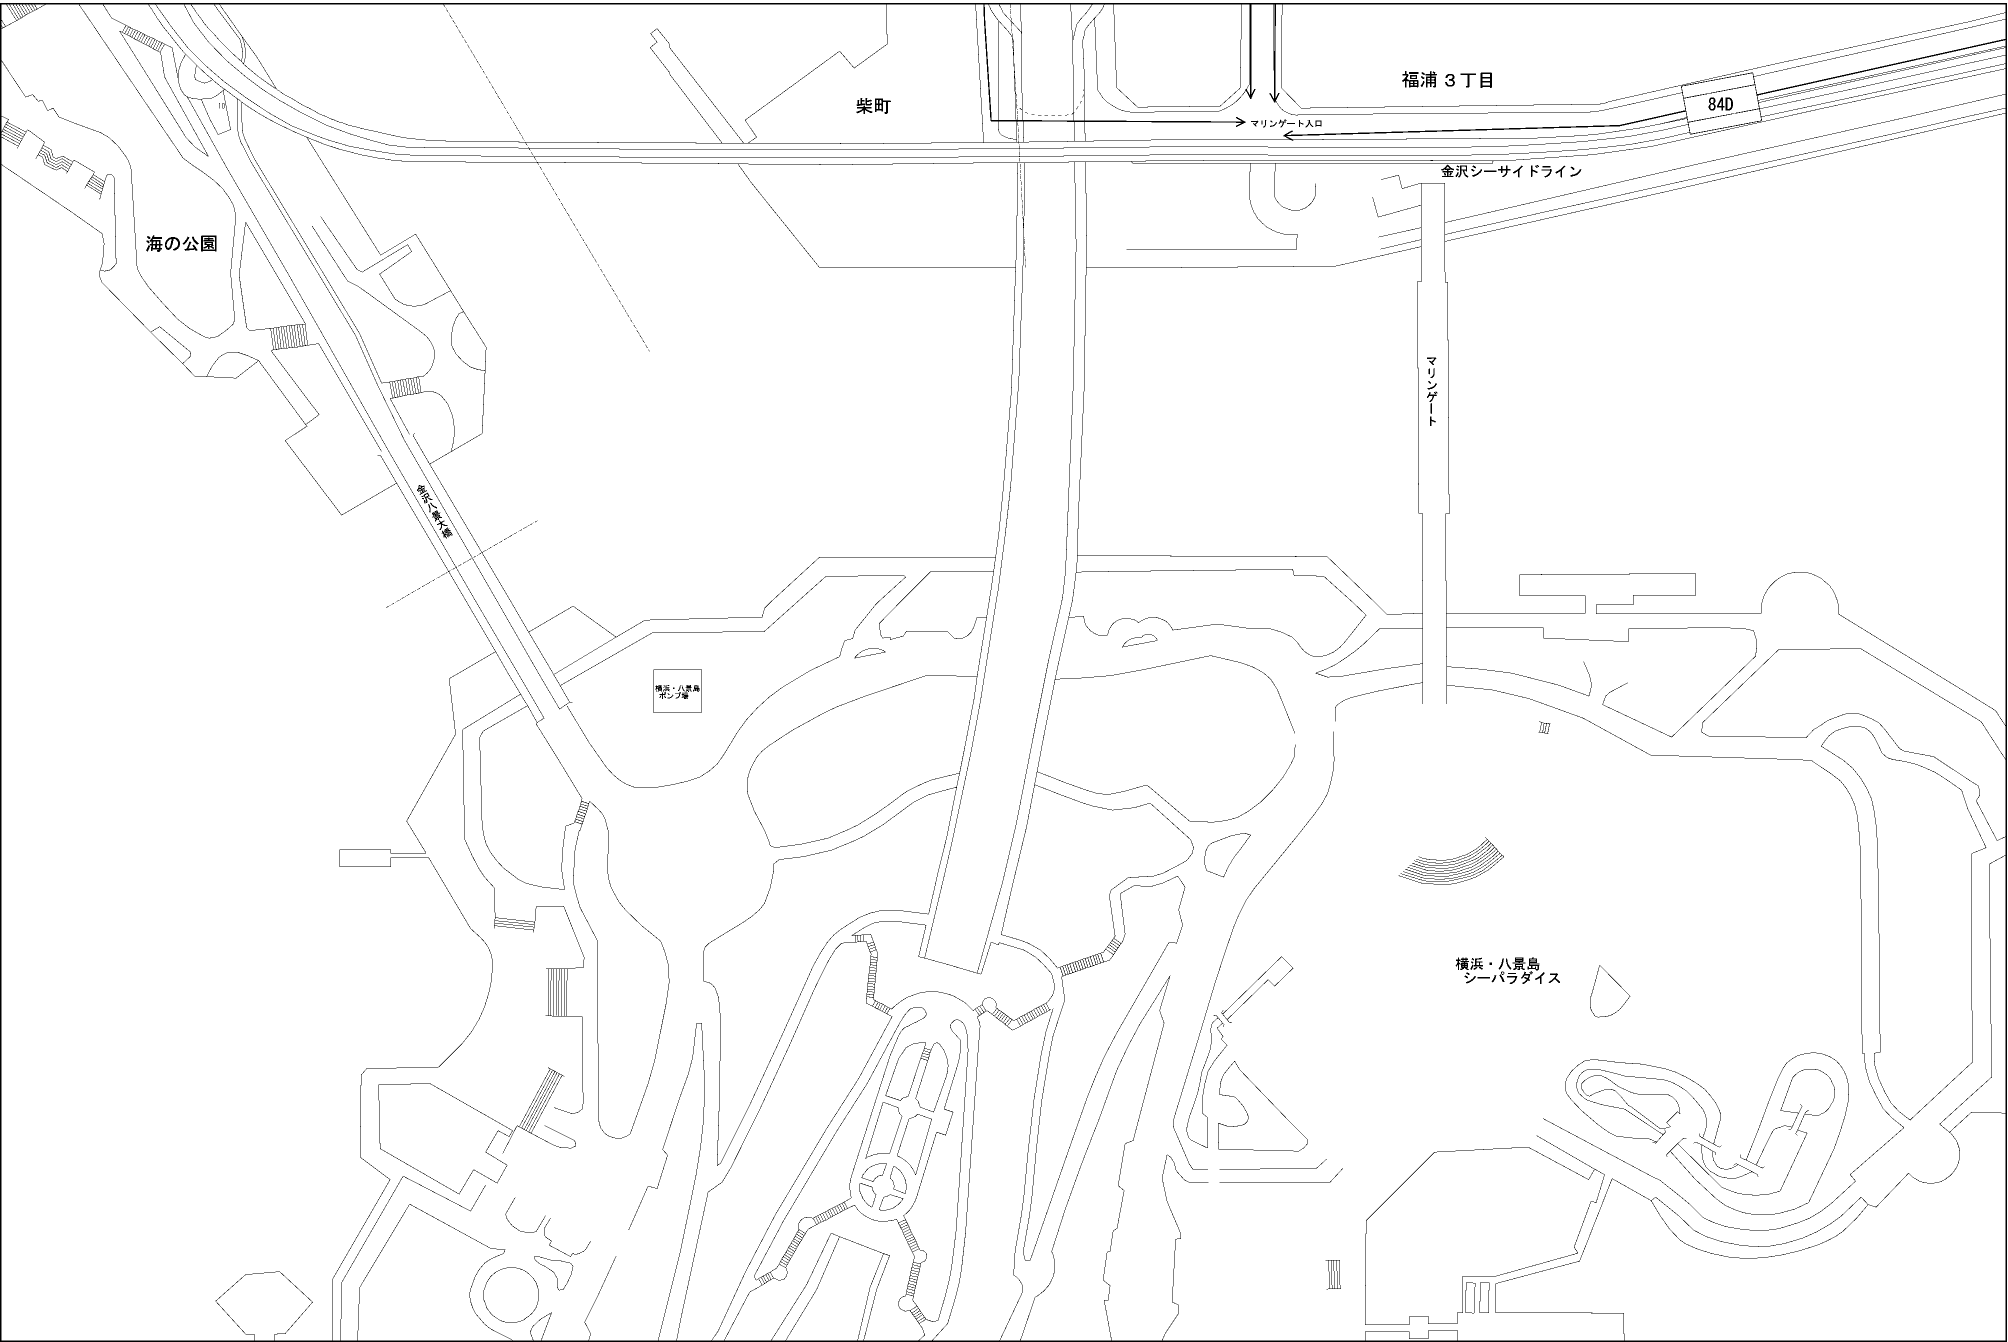 福浦３丁目
柴町
84D
10
マリンゲート入口
金沢シーサイドライン
海の公園
マリンゲート
金沢八景大橋
横浜・八景島
ポンプ場
横浜・八景島
シーパラダイス